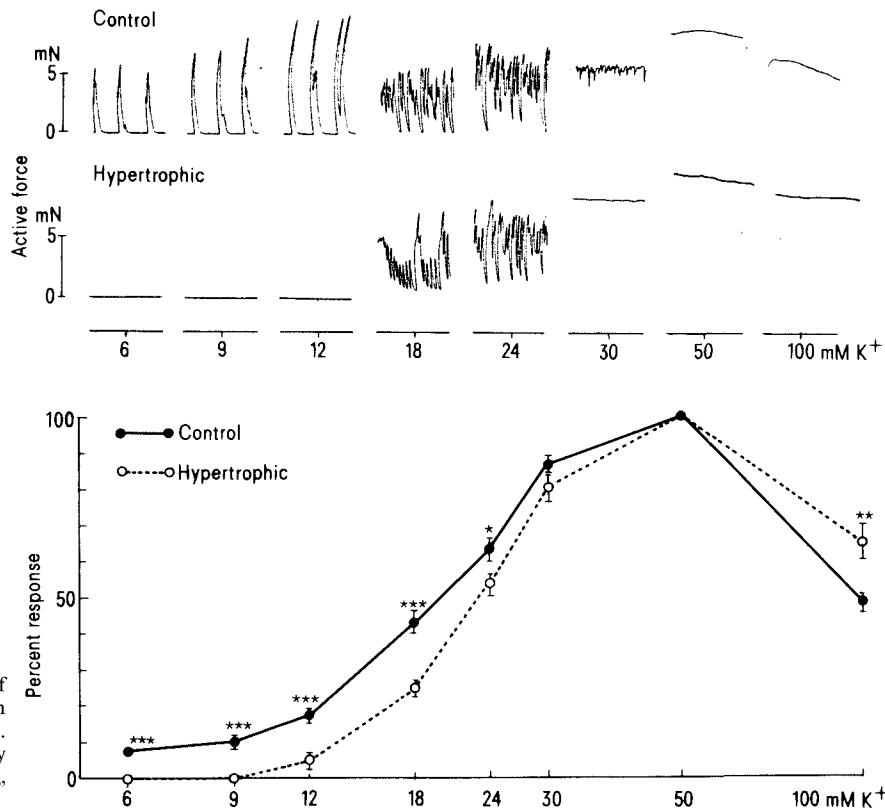 Control
mN
5
0
Hypertrophic
mN
5
0
Active force
6 9 12 18 24 30 50 100 mM K+
100
50
0
Percent response
Control
Hypertrophic
*** *** *** *** * **
6 9 12 18 24 30 50 100 mM K+
f
n
.
y